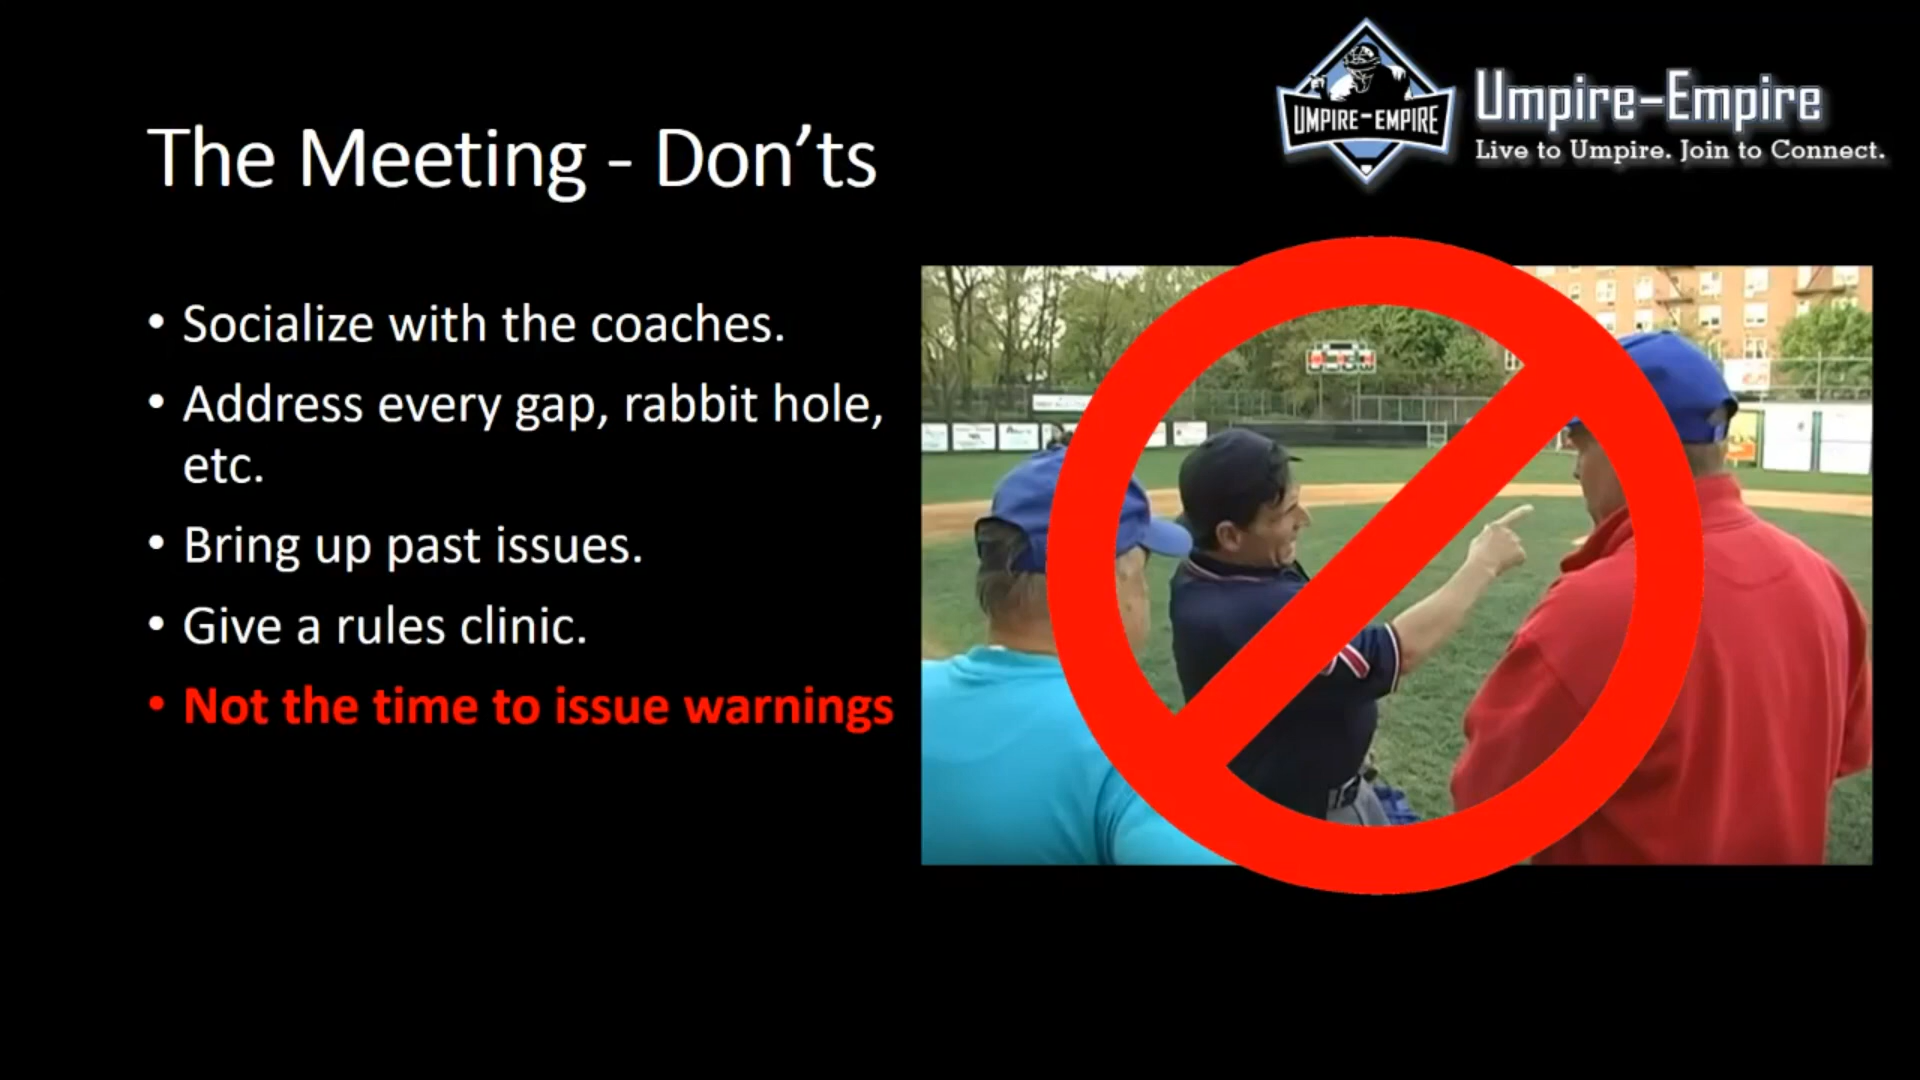 The Meeting - Don’ts
UMPIRE-EMPIRE
Umpire-Empire
Live to Umpire. Join to Connect.
• Socialize with the coaches.
• Address every gap, rabbit hole,
etc.
• Bring up past issues.
• Give a rules clinic.
• Not the time to issue warnings